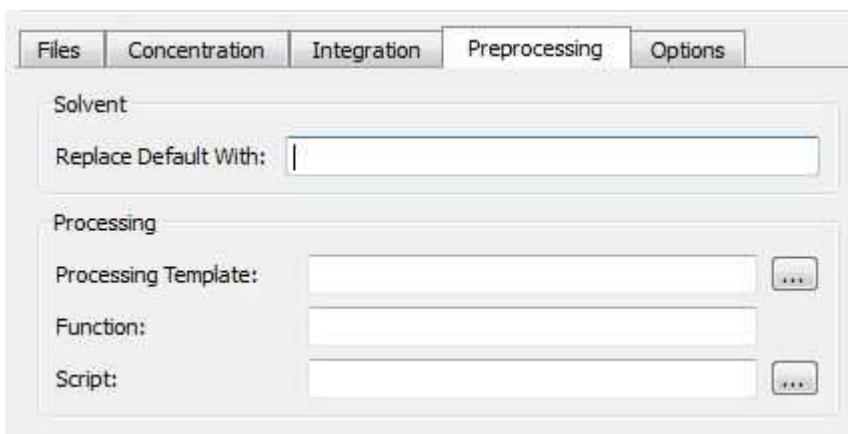 Files Concentration Integration Preprocessing Options
Solvent
Replace Default With:
Processing
Processing Template: ...
Function:
Script: ...